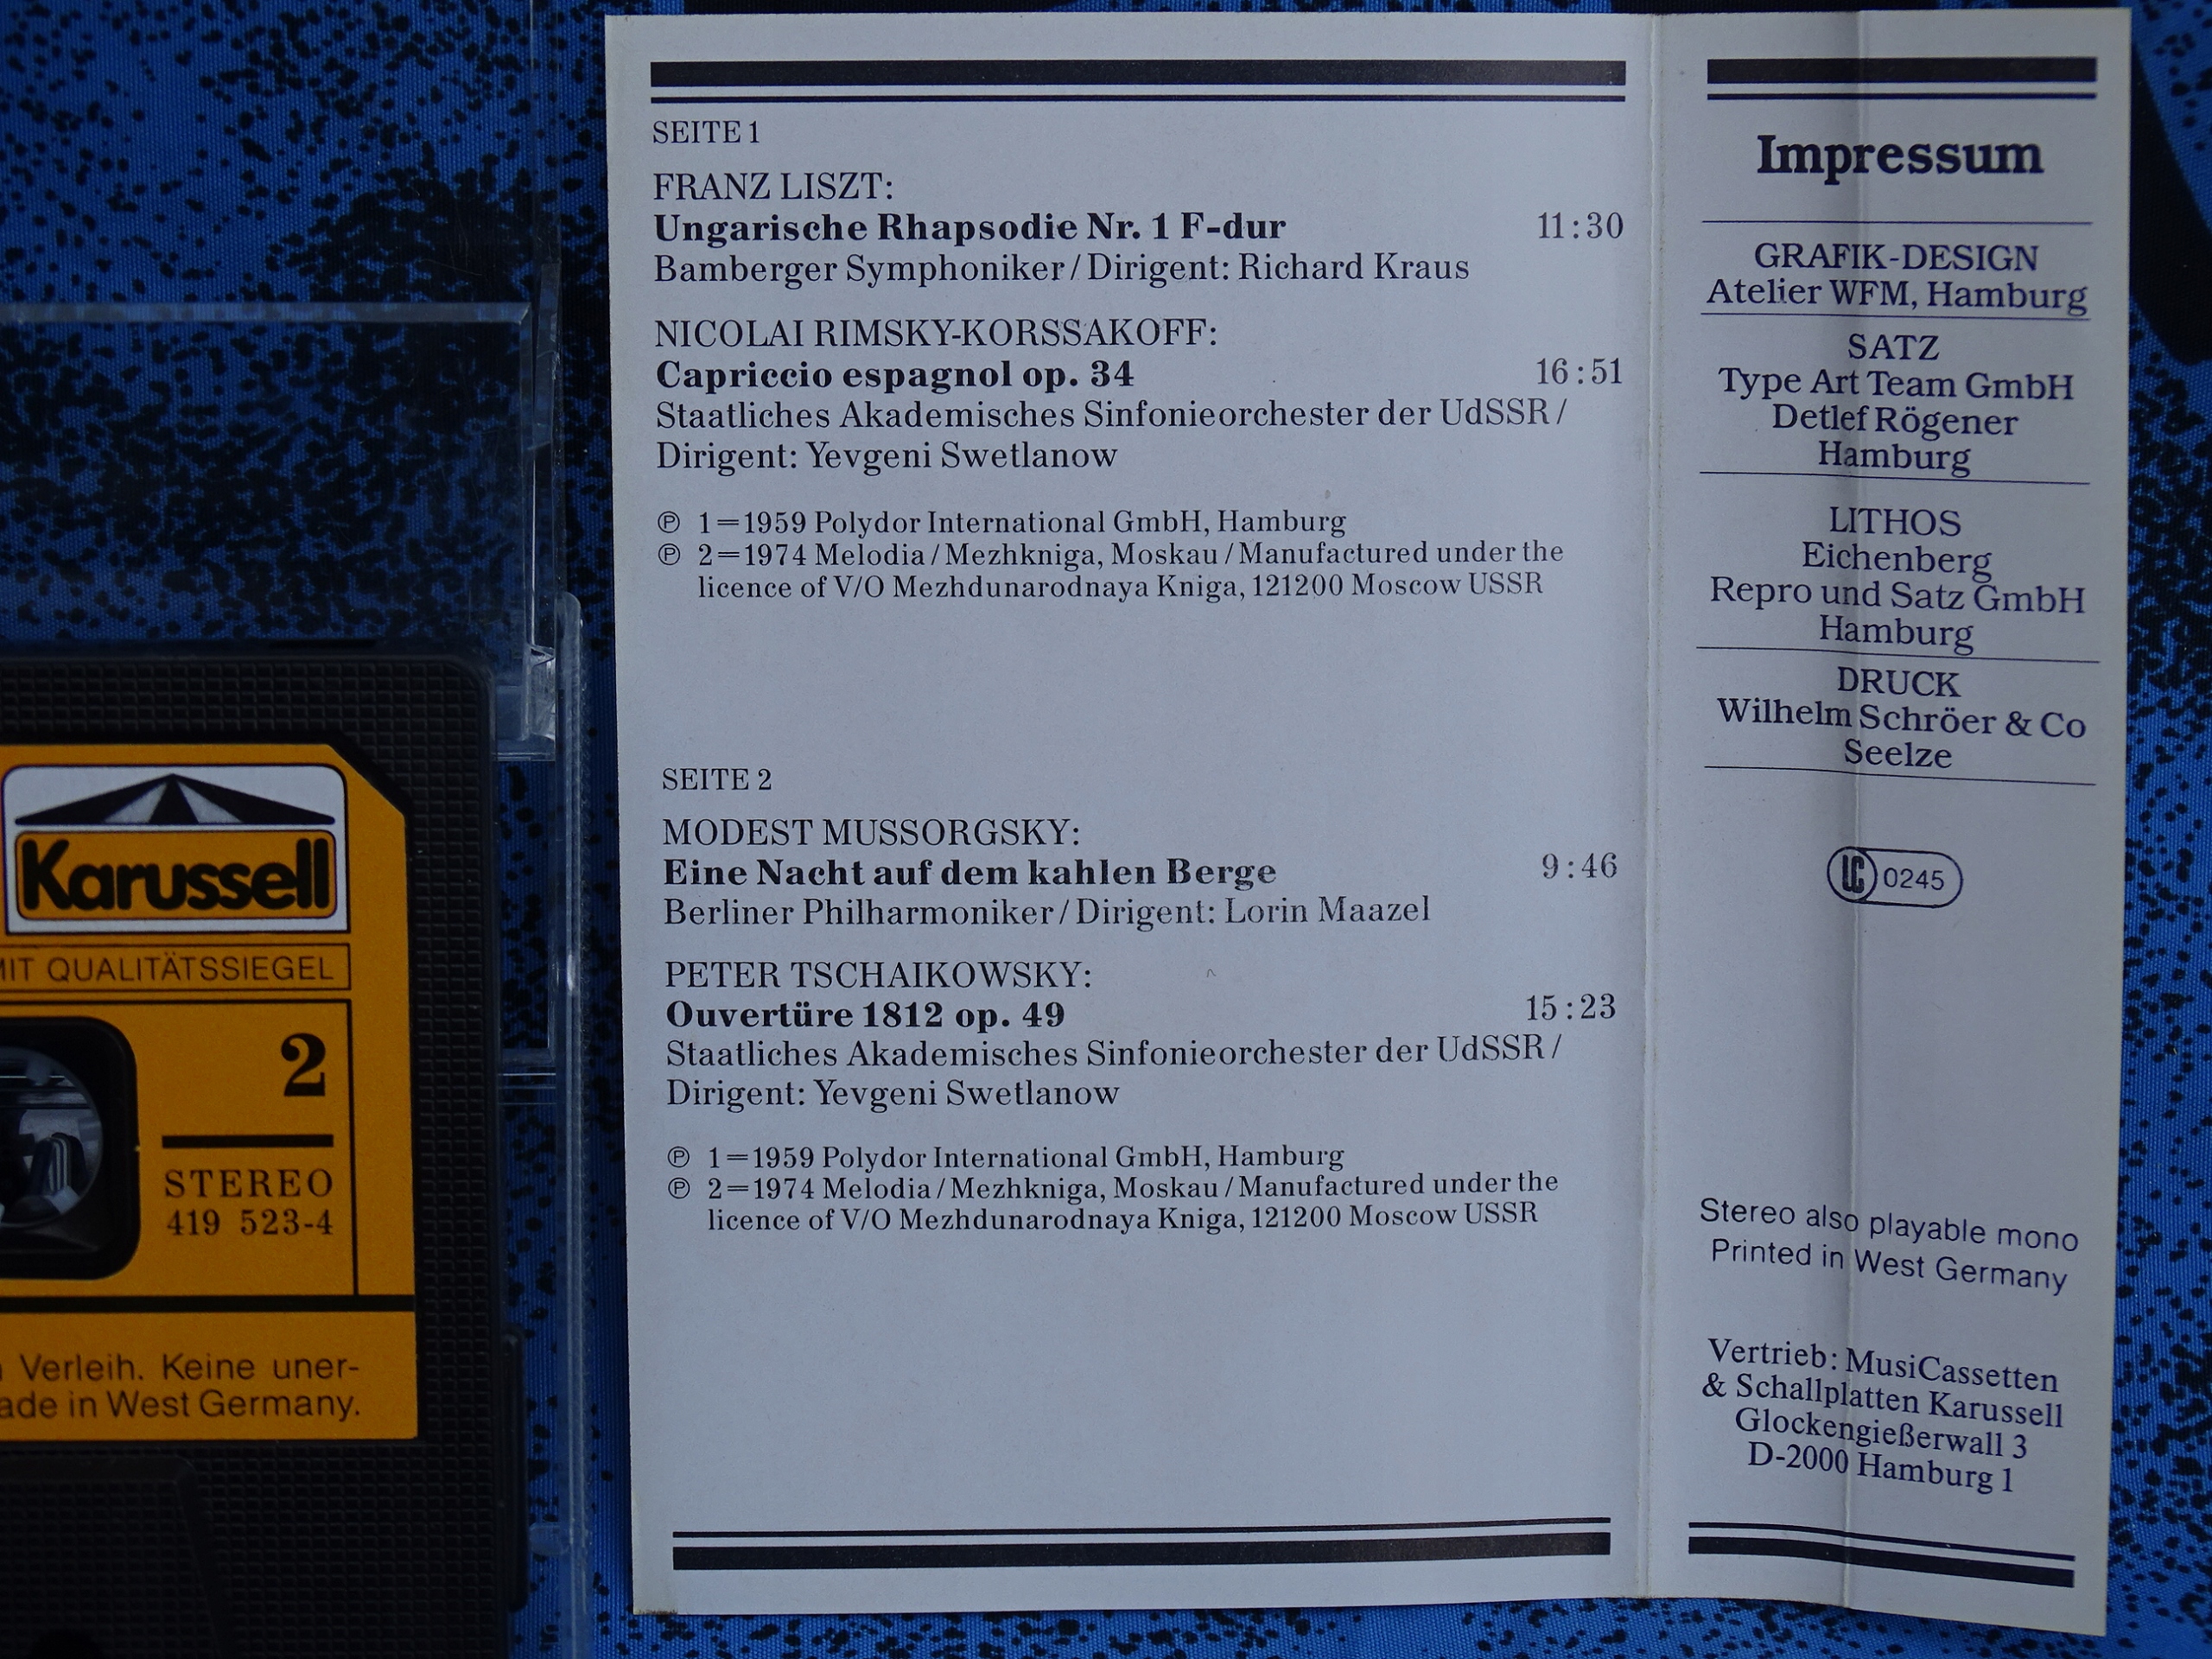 SEITE 1
FRANZ LISZT:
Ungarische Rhapsodie Nr. 1 F-dur 11:30
Bamberger Symphoniker / Dirigent: Richard Kraus
NICOLAI RIMSKY-KORSSAKOFF:
Capriccio espagnol op. 34 16:51
Staatliches Akademisches Sinfonieorchester der UdSSR /
Dirigent: Yevgeni Swetlanow
℗ 1=1959 Polydor International GmbH, Hamburg
℗ 2=1974 Melodia / Mezhkniga, Moskau / Manufactured under the
licence of V/O Mezhdunarodnaya Kniga, 121200 Moscow USSR
SEITE 2
MODEST MUSSORGSKY:
Eine Nacht auf dem kahlen Berge 9:46
Berliner Philharmoniker / Dirigent: Lorin Maazel
PETER TSCHAIKOWSKY:
Ouvertüre 1812 op. 49 15:23
Staatliches Akademisches Sinfonieorchester der UdSSR /
Dirigent: Yevgeni Swetlanow
℗ 1=1959 Polydor International GmbH, Hamburg
℗ 2=1974 Melodia / Mezhkniga, Moskau / Manufactured under the
licence of V/O Mezhdunarodnaya Kniga, 121200 Moscow USSR
Impressum
GRAFIK-DESIGN
Atelier WFM, Hamburg
SATZ
Type Art Team GmbH
Detlef Rögener
Hamburg
LITHOS
Eichenberg
Repro und Satz GmbH
Hamburg
DRUCK
Wilhelm Schröer & Co
Seelze
LC 0245
Stereo also playable mono
Printed in West Germany
Vertrieb: MusiCassetten
& Schallplatten Karussell
Glockengießerwall 3
D-2000 Hamburg 1
Karussell
MIT QUALITÄTSSIEGEL
2
STEREO
419 523-4
Verleih. Keine uner-
ade in West Germany.